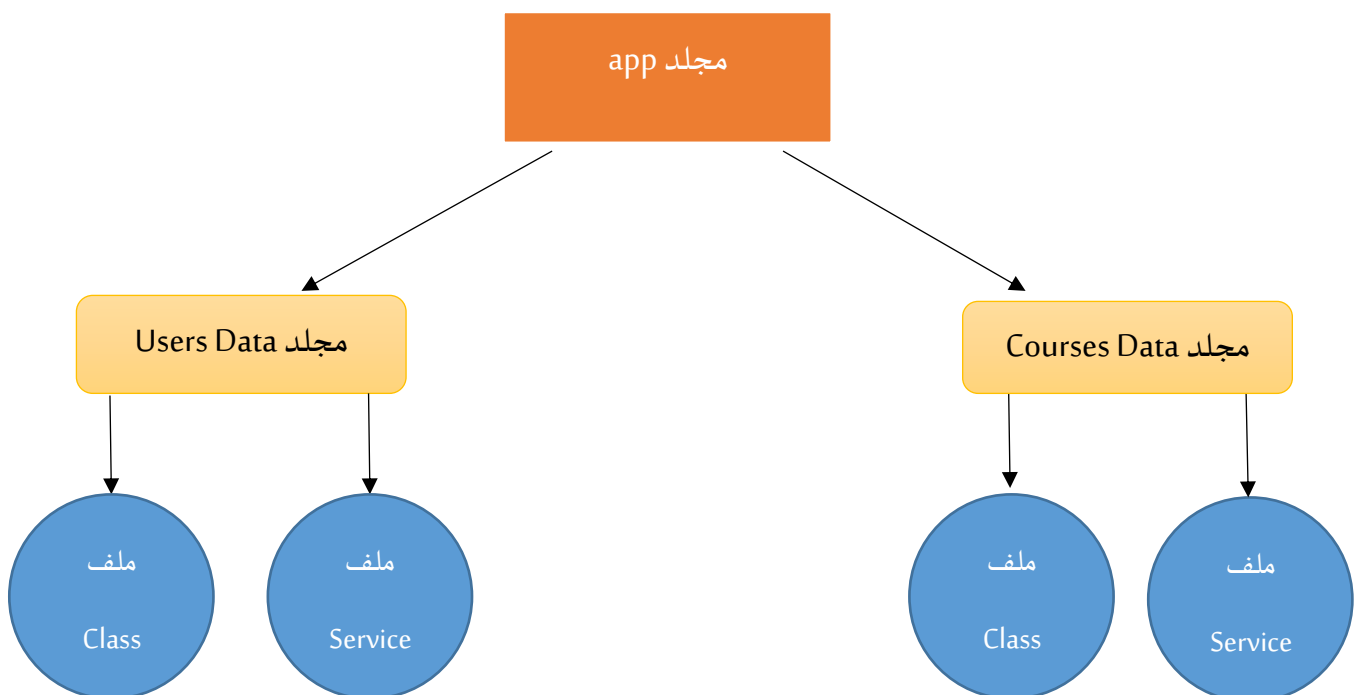 مجلد app
مجلد Users Data
مجلد Courses Data
ملف
Class
ملف
Service
ملف
Class
ملف
Service